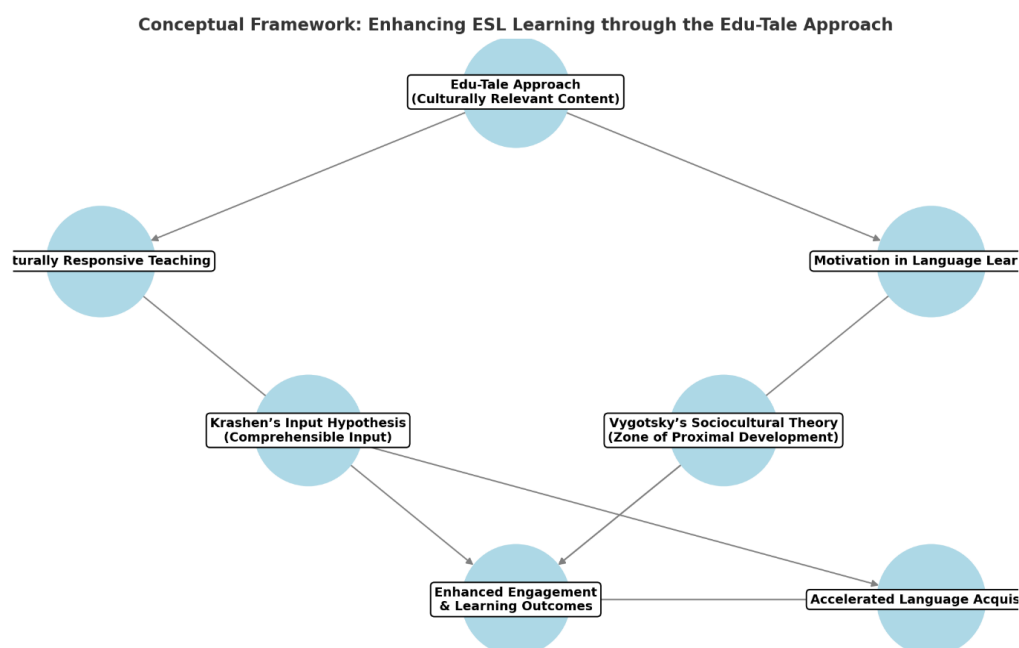 Conceptual Framework: Enhancing ESL Learning through the Edu-Tale Approach
Edu-Tale Approach
(Culturally Relevant Content)
turally Responsive Teaching
Motivation in Language Lear
Krashen’s Input Hypothesis
(Comprehensible Input)
Vygotsky’s Sociocultural Theory
(Zone of Proximal Development)
Enhanced Engagement
& Learning Outcomes
Accelerated Language Acquis